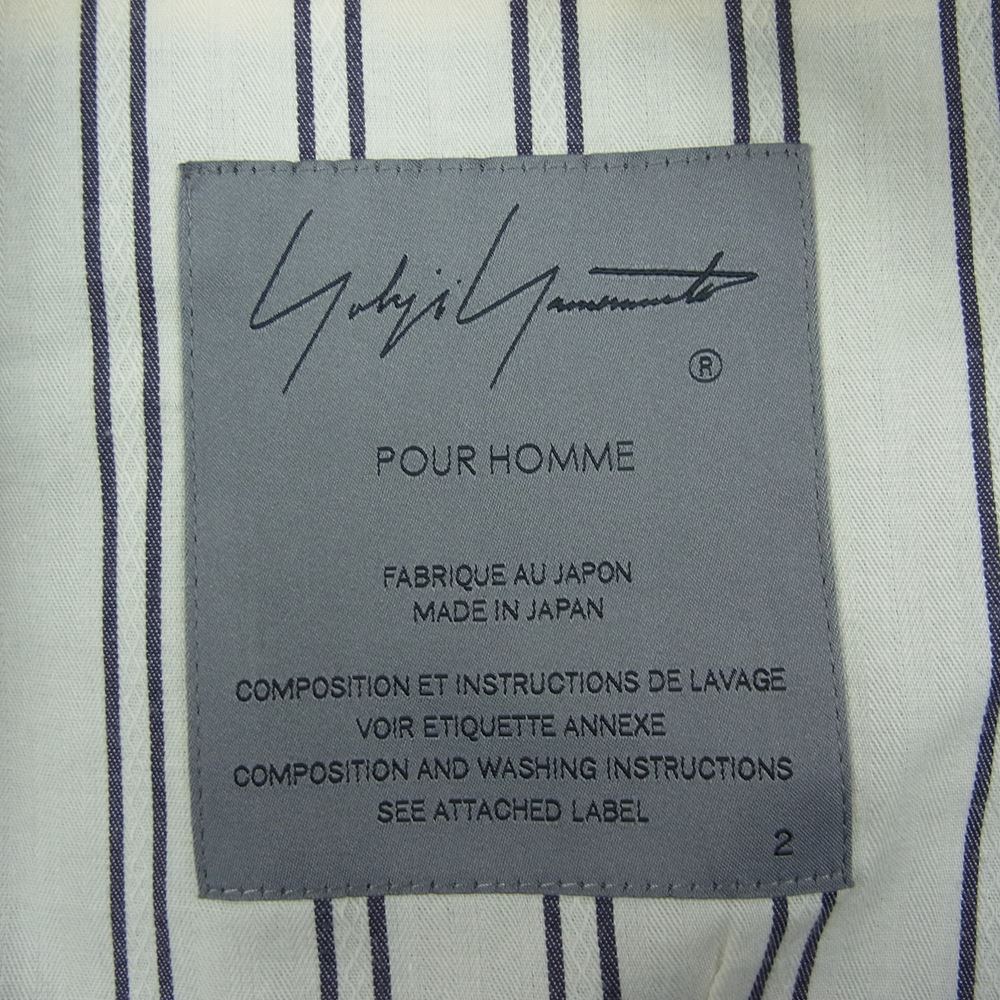 Yohji Yamamoto
®
POUR HOMME
FABRIQUE AU JAPON
MADE IN JAPAN
COMPOSITION ET INSTRUCTIONS DE LAVAGE
VOIR ETIQUETTE ANNEXE
COMPOSITION AND WASHING INSTRUCTIONS
SEE ATTACHED LABEL
2